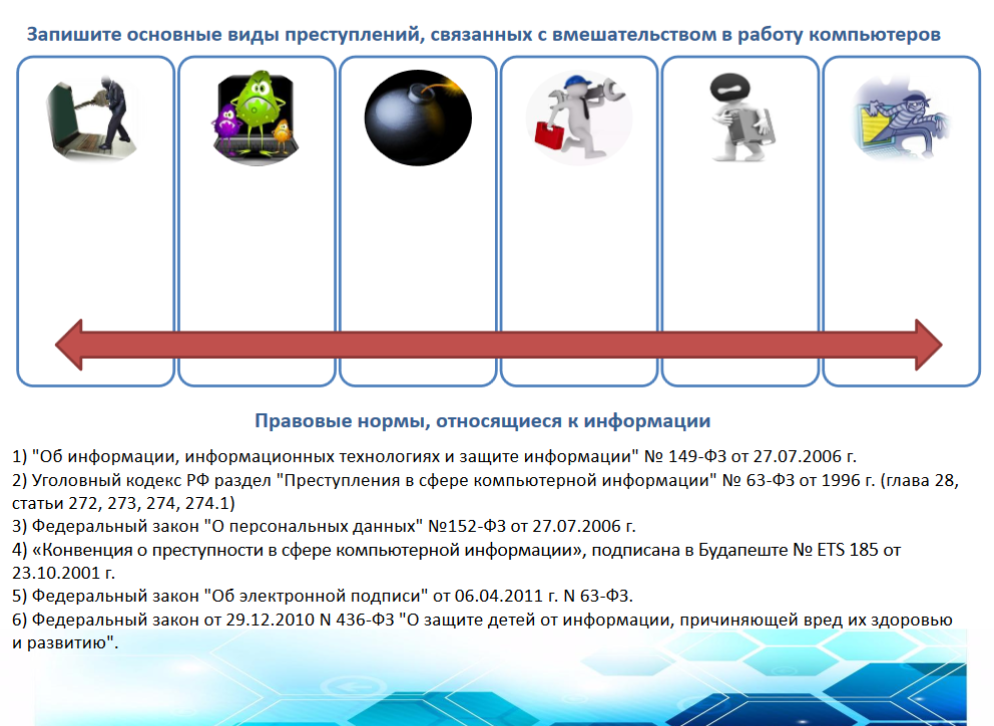 Запишите основные виды преступлений, связанных с вмешательством в работу компьютеров
Правовые нормы, относящиеся к информации
1) "Об информации, информационных технологиях и защите информации" № 149-ФЗ от 27.07.2006 г.
2) Уголовный кодекс РФ раздел "Преступления в сфере компьютерной информации" № 63-ФЗ от 1996 г. (глава 28,
статьи 272, 273, 274, 274.1)
3) Федеральный закон "О персональных данных" №152-ФЗ от 27.07.2006 г.
4) «Конвенция о преступности в сфере компьютерной информации», подписана в Будапеште № ETS 185 от
23.10.2001 г.
5) Федеральный закон "Об электронной подписи" от 06.04.2011 г. N 63-ФЗ.
6) Федеральный закон от 29.12.2010 N 436-ФЗ "О защите детей от информации, причиняющей вред их здоровью
и развитию".